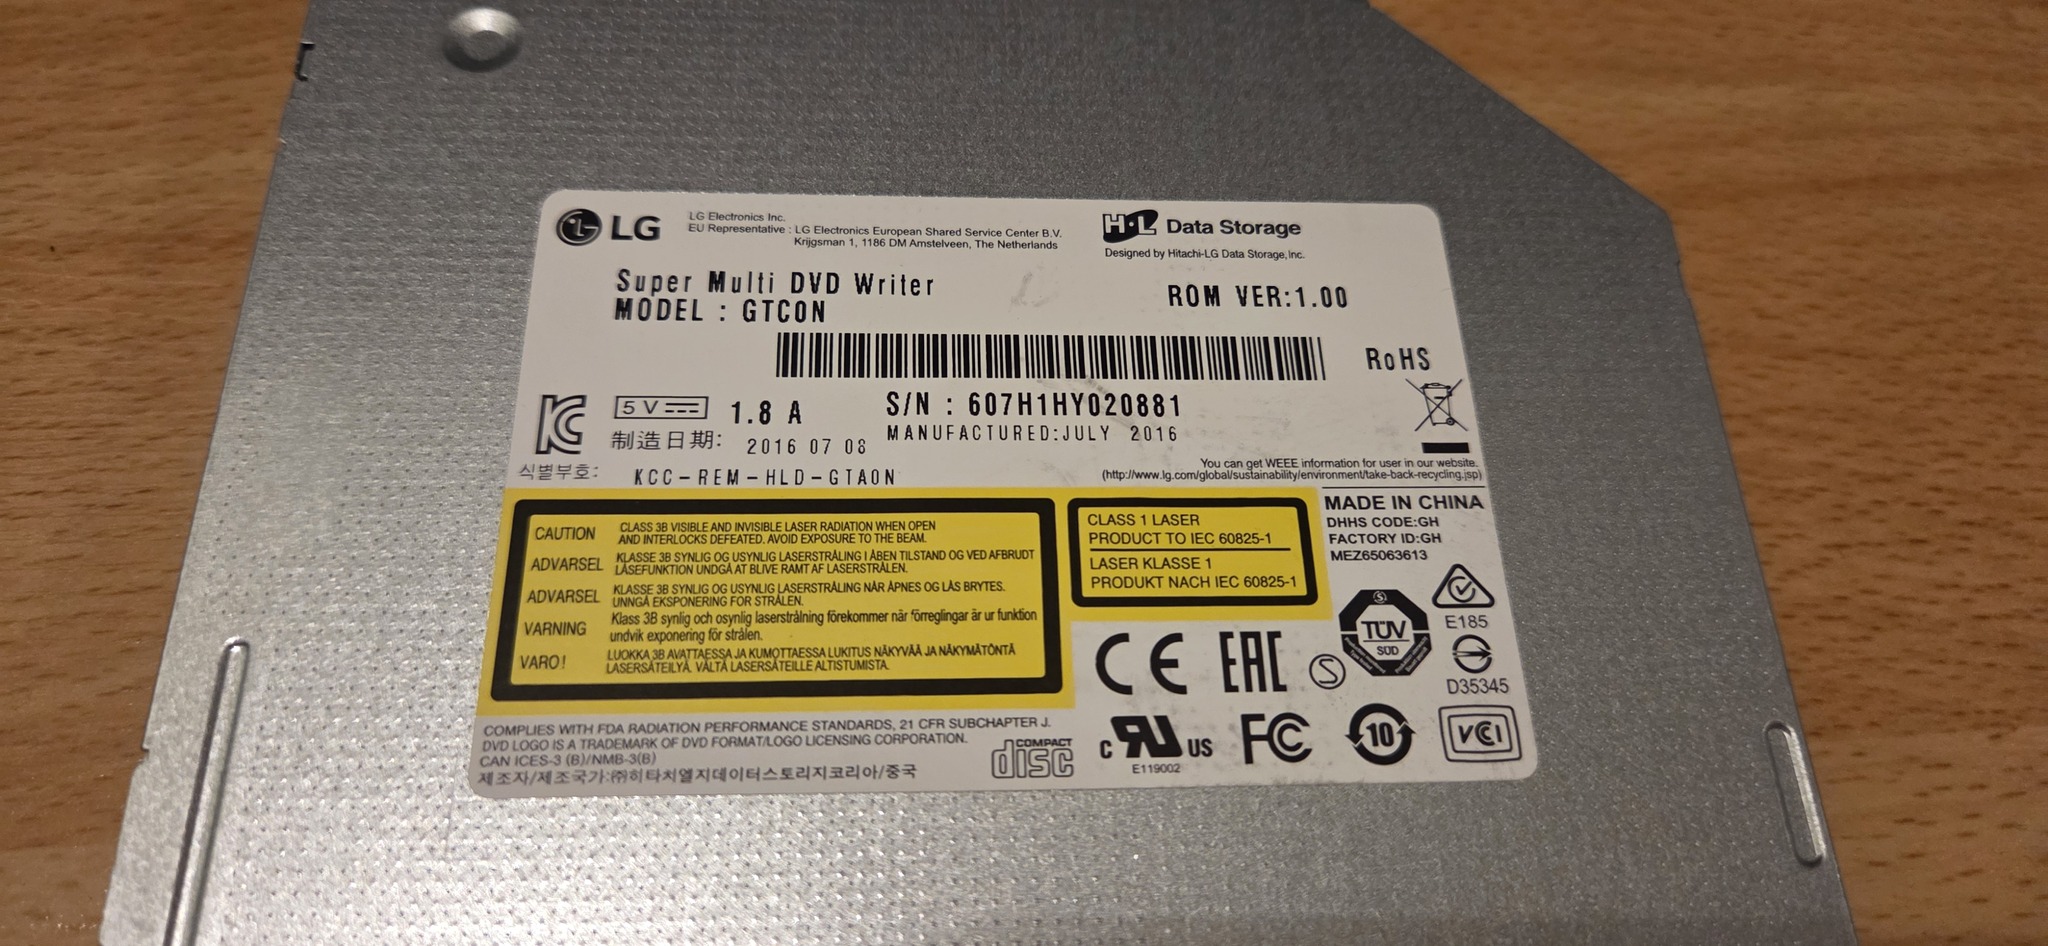 LG
LG Electronics Inc.
EU Representative : LG Electronics European Shared Service Center B.V.
Krijgsman 1, 1186 DM Amstelveen, The Netherlands
H·L Data Storage
Designed by Hitachi-LG Data Storage, Inc.
Super Multi DVD Writer
MODEL : GTC0N
ROM VER:1.00
RoHS
5 V 1.8 A
S/N : 607H1HY020881
制造日期: 2016 07 08
MANUFACTURED:JULY 2016
식별부호: KCC-REM-HLD-GTA0N
You can get WEEE information for user in our website.
(http://www.lg.com/global/sustainability/environment/take-back-recycling.jsp)
CAUTION CLASS 3B VISIBLE AND INVISIBLE LASER RADIATION WHEN OPEN
AND INTERLOCKS DEFEATED. AVOID EXPOSURE TO THE BEAM.
ADVARSEL KLASSE 3B SYNLIG OG USYNLIG LASERSTRÅLING I ÅBEN TILSTAND OG VED AFBRUDT
LÅSEFUNKTION UNDGÅ AT BLIVE RAMT AF LASERSTRÅLEN.
ADVARSEL KLASSE 3B SYNLIG OG USYNLIG LASERSTRÅLING NÅR ÅPNES OG LÅS BRYTES.
UNNGÅ EKSPONERING FOR STRÅLEN.
VARNING Klass 3B synlig och osynlig laserstrålning förekommer når förreglingar är ur funktion
undvik exponering för strålen.
VARO! LUOKKA 3B AVATTAESSA JA KUMOTTAESSA LUKITUS NÄKYVÄÄ JA NÄKYMÄTÖNTÄ
LASERSÄTEILYÄ. VÄLTÄ LASERSÄTEILLE ALTISTUMISTA.
CLASS 1 LASER
PRODUCT TO IEC 60825-1
LASER KLASSE 1
PRODUKT NACH IEC 60825-1
MADE IN CHINA
DHHS CODE:GH
FACTORY ID:GH
MEZ65063613
CE EAC S
TÜV
SÜD
E185
D35345
COMPLIES WITH FDA RADIATION PERFORMANCE STANDARDS, 21 CFR SUBCHAPTER J.
DVD LOGO IS A TRADEMARK OF DVD FORMAT/LOGO LICENSING CORPORATION.
CAN ICES-3 (B)/NMB-3(B)
제조자/제조국가:㈜히타치엘지데이터스토리지코리아/중국
COMPACT
disc
C RU US
E119002
FC
10
VCI